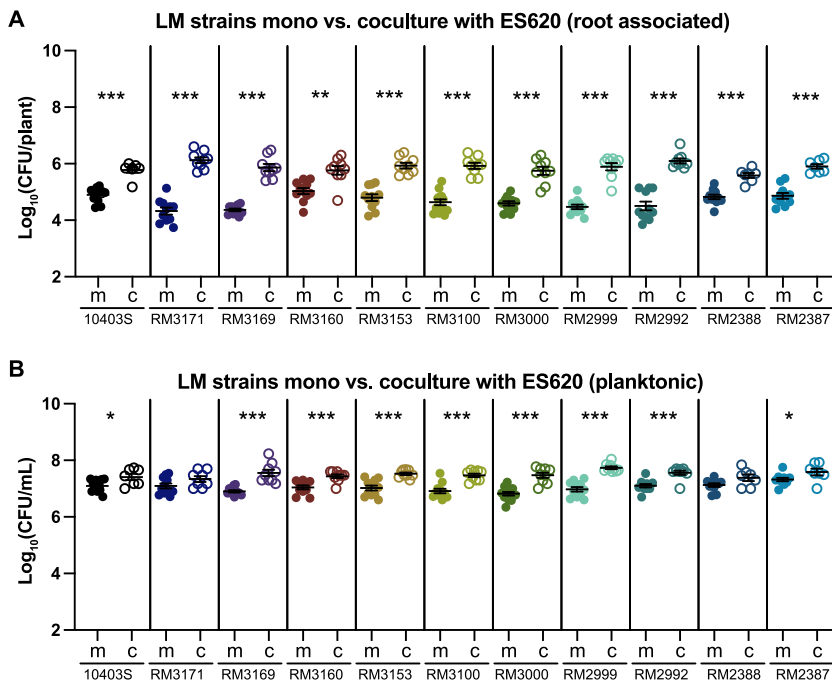 A
LM strains mono vs. coculture with ES620 (root associated)
Log10(CFU/plant)
10
8
6
4
2
*** *** *** ** *** *** *** *** *** *** ***
m c m c m c m c m c m c m c m c m c m c m c
10403S RM3171 RM3169 RM3160 RM3153 RM3100 RM3000 RM2999 RM2992 RM2388 RM2387
B
LM strains mono vs. coculture with ES620 (planktonic)
Log10(CFU/mL)
10
8
6
4
2
* *** *** *** *** *** *** *** *
m c m c m c m c m c m c m c m c m c m c m c
10403S RM3171 RM3169 RM3160 RM3153 RM3100 RM3000 RM2999 RM2992 RM2388 RM2387